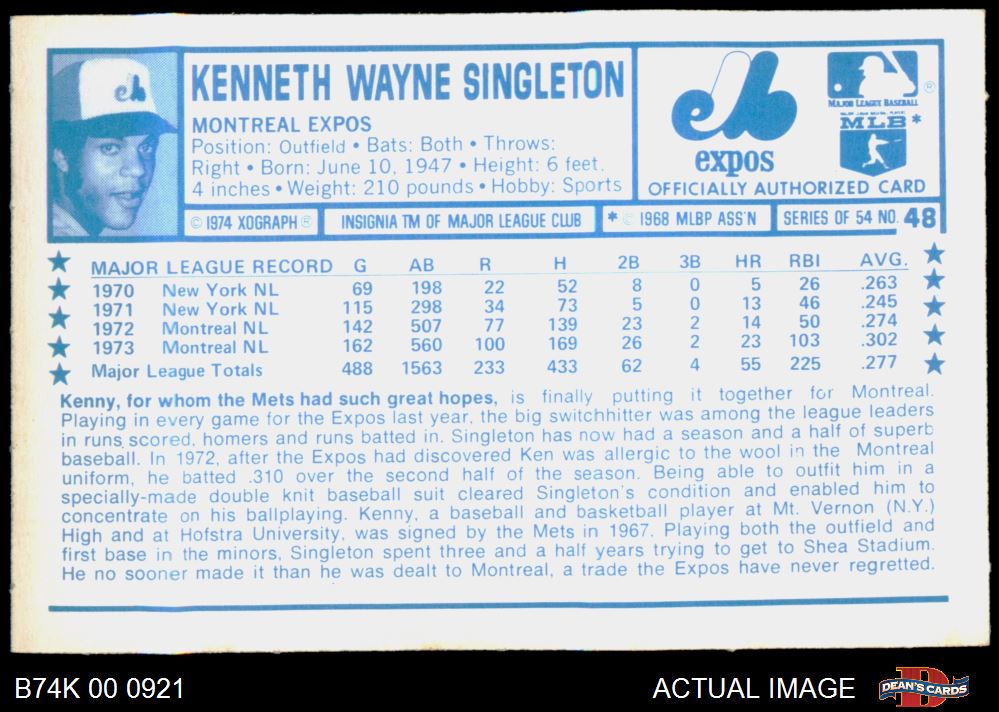 eb
KENNETH WAYNE SINGLETON
MONTREAL EXPOS
Position: Outfield • Bats: Both • Throws:
Right • Born: June 10, 1947 • Height: 6 feet,
4 inches • Weight: 210 pounds • Hobby: Sports
eb
expos
MAJOR LEAGUE BASEBALL ®
MLB *
OFFICIALLY AUTHORIZED CARD
© 1974 XOGRAPH ® INSIGNIA TM OF MAJOR LEAGUE CLUB * © 1968 MLBP ASS'N SERIES OF 54 NO. 48
MAJOR LEAGUE RECORD G AB R H 2B 3B HR RBI AVG.
1970 New York NL 69 198 22 52 8 0 5 26 .263
1971 New York NL 115 298 34 73 5 0 13 46 .245
1972 Montreal NL 142 507 77 139 23 2 14 50 .274
1973 Montreal NL 162 560 100 169 26 2 23 103 .302
Major League Totals 488 1563 233 433 62 4 55 225 .277
Kenny, for whom the Mets had such great hopes, is finally putting it together for Montreal.
Playing in every game for the Expos last year, the big switchhitter was among the league leaders
in runs scored, homers and runs batted in. Singleton has now had a season and a half of superb
baseball. In 1972, after the Expos had discovered Ken was allergic to the wool in the Montreal
uniform, he batted .310 over the second half of the season. Being able to outfit him in a
specially-made double knit baseball suit cleared Singleton's condition and enabled him to
concentrate on his ballplaying. Kenny, a baseball and basketball player at Mt. Vernon (N.Y.)
High and at Hofstra University, was signed by the Mets in 1967. Playing both the outfield and
first base in the minors, Singleton spent three and a half years trying to get to Shea Stadium.
He no sooner made it than he was dealt to Montreal, a trade the Expos have never regretted.
B74K 00 0921 ACTUAL IMAGE DEAN'S CARDS